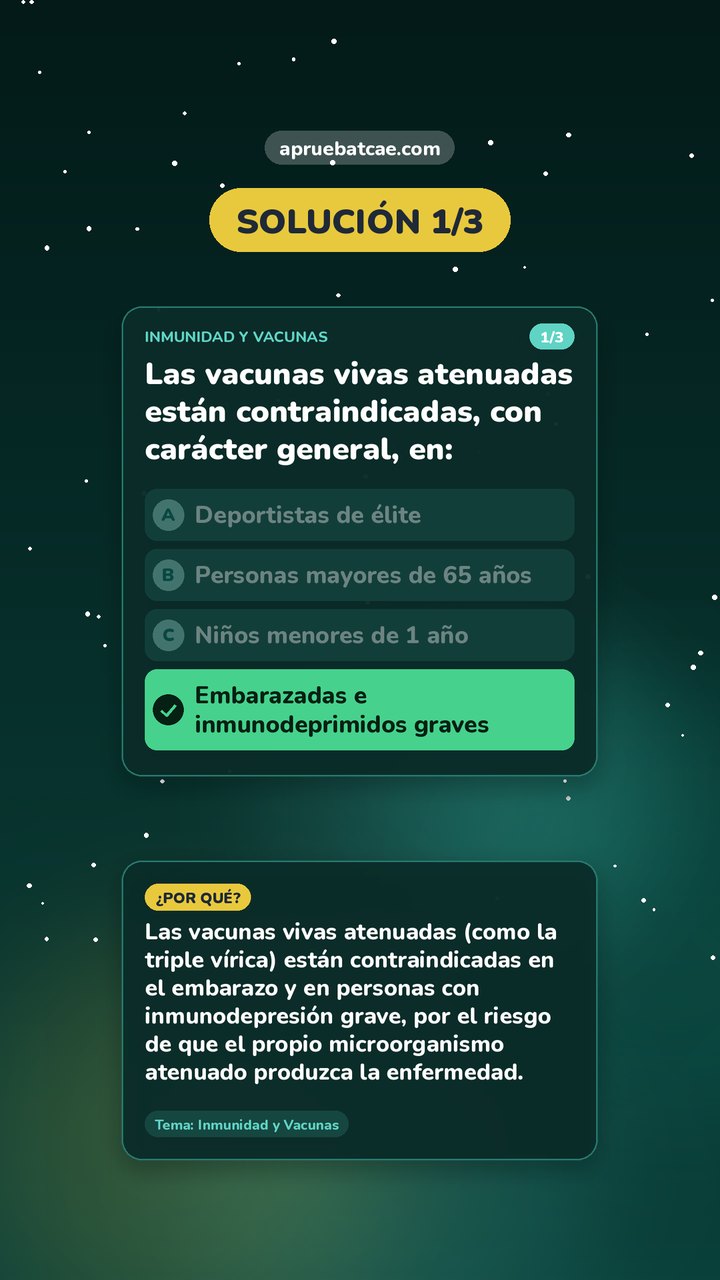 apruebatcae.com
SOLUCIÓN 1/3
INMUNIDAD Y VACUNAS
1/3
Las vacunas vivas atenuadas
están contraindicadas, con
carácter general, en:
A Deportistas de élite
B Personas mayores de 65 años
C Niños menores de 1 año
Embarazadas e
inmunodeprimidos graves
¿POR QUÉ?
Las vacunas vivas atenuadas (como la
triple vírica) están contraindicadas en
el embarazo y en personas con
inmunodepresión grave, por el riesgo
de que el propio microorganismo
atenuado produzca la enfermedad.
Tema: Inmunidad y Vacunas